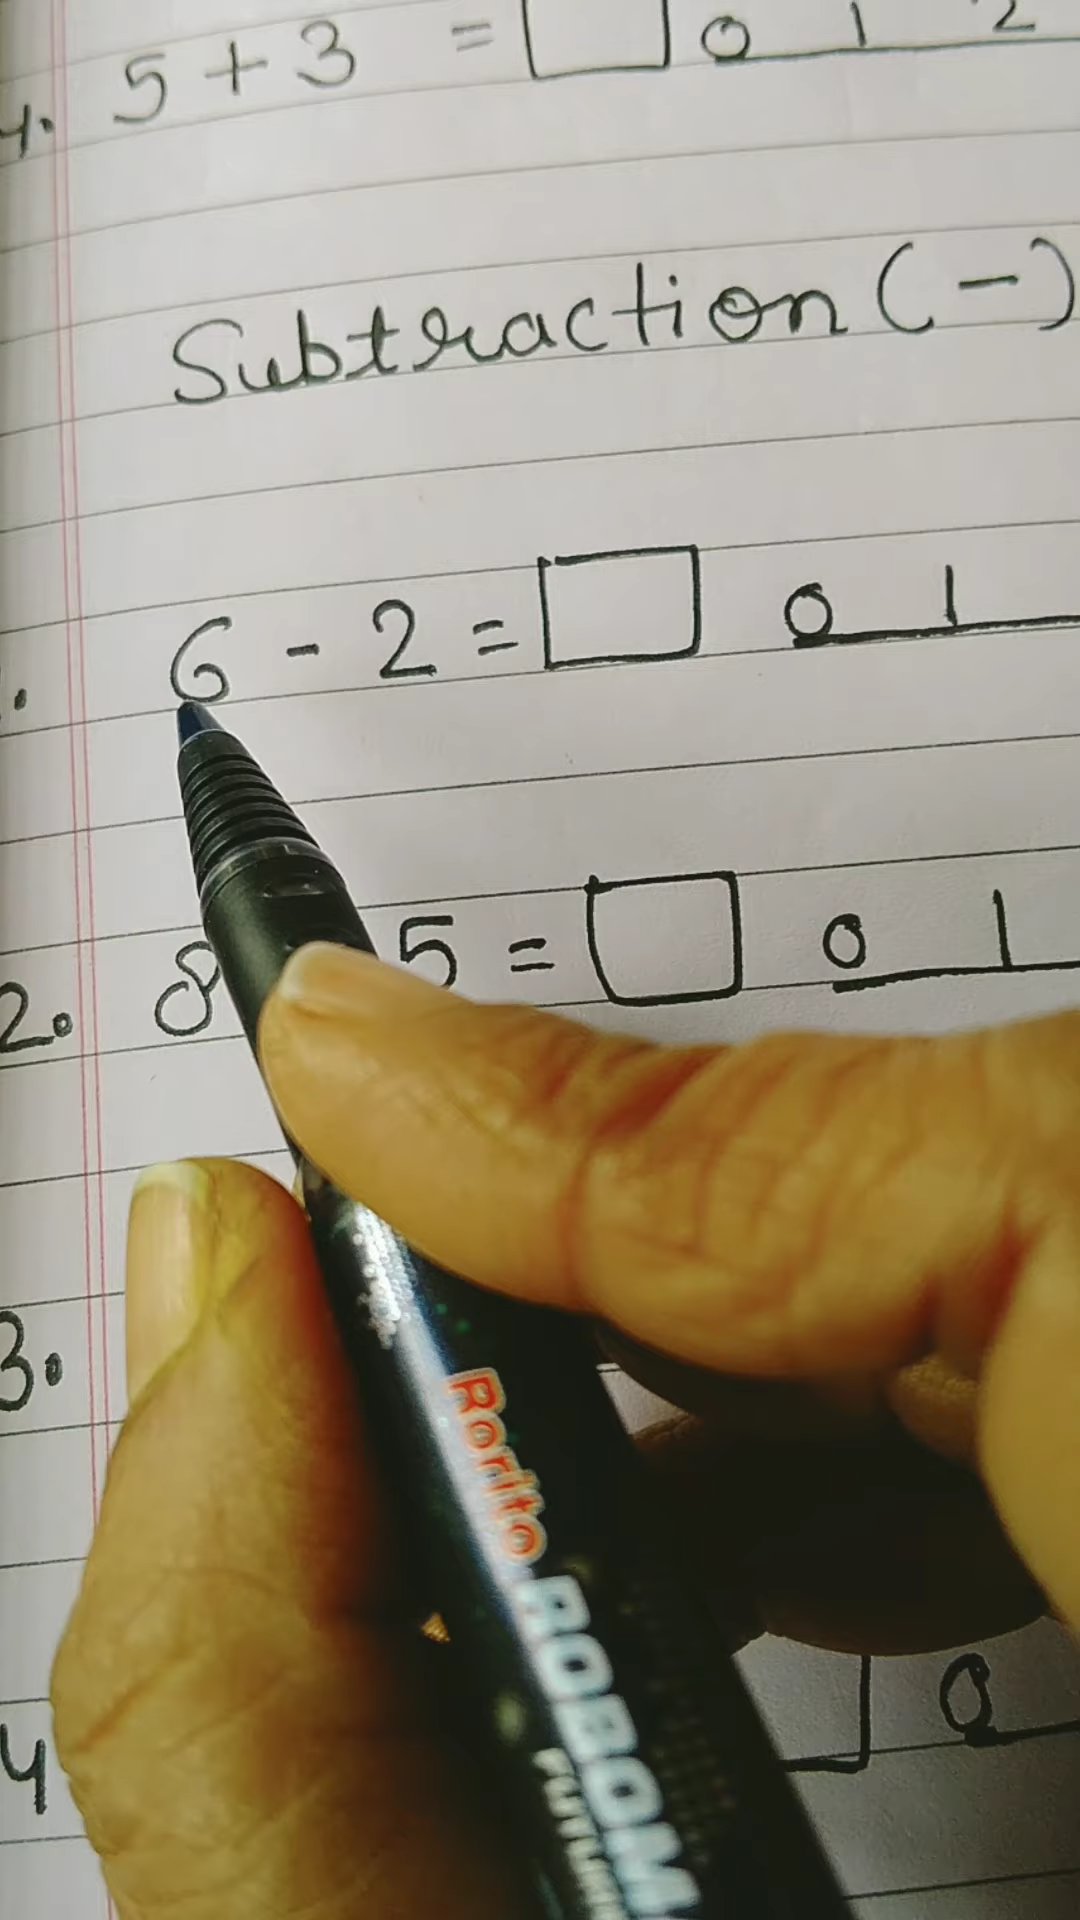 4. 5 + 3 = 0 1 2
Subtraction (-)
6 - 2 = 0 1
2. 8 5 = 0 1
3.
4 0
Rorito